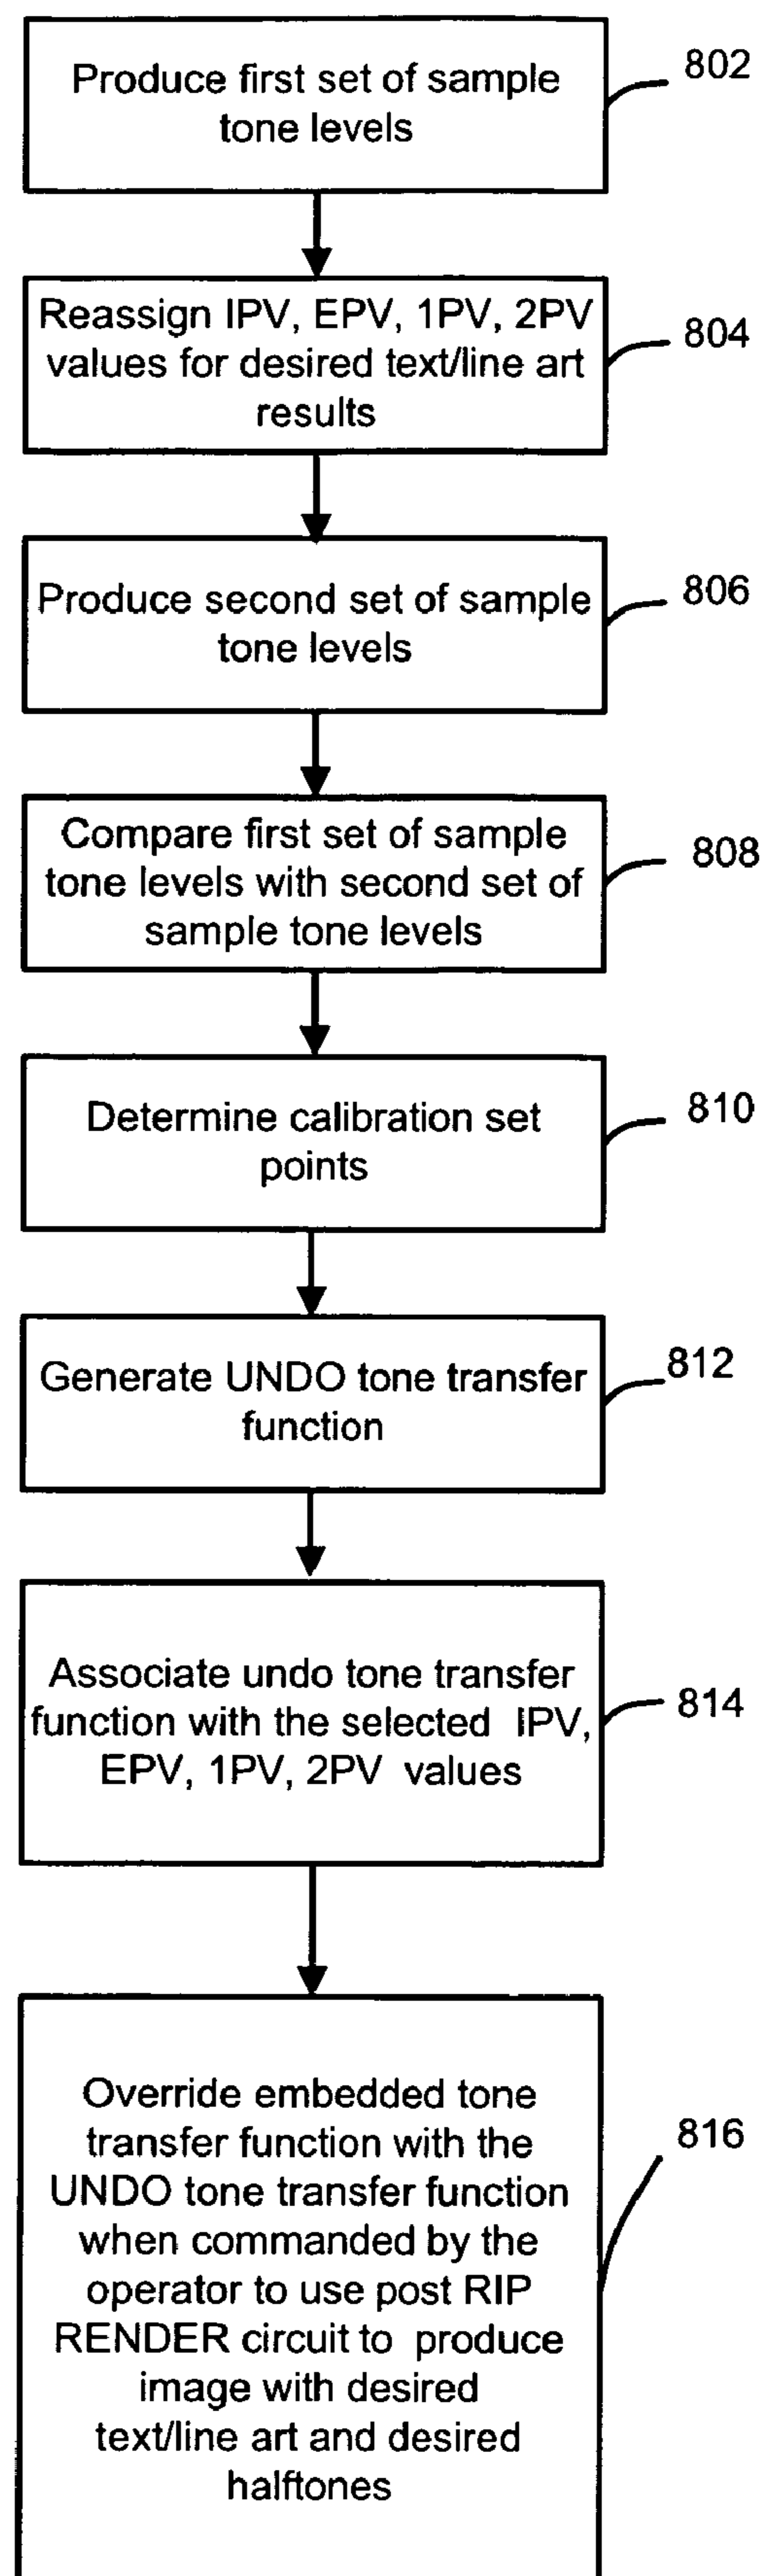 Produce first set of sample
tone levels
802
Reassign IPV, EPV, 1PV, 2PV
values for desired text/line art
results
804
Produce second set of sample
tone levels
806
Compare first set of sample
tone levels with second set of
sample tone levels
808
Determine calibration set
points
810
Generate UNDO tone transfer
function
812
Associate undo tone transfer
function with the selected IPV,
EPV, 1PV, 2PV values
814
Override embedded tone
transfer function with the
UNDO tone transfer function
when commanded by the
operator to use post RIP
RENDER circuit to produce
image with desired
text/line art and desired
halftones
816